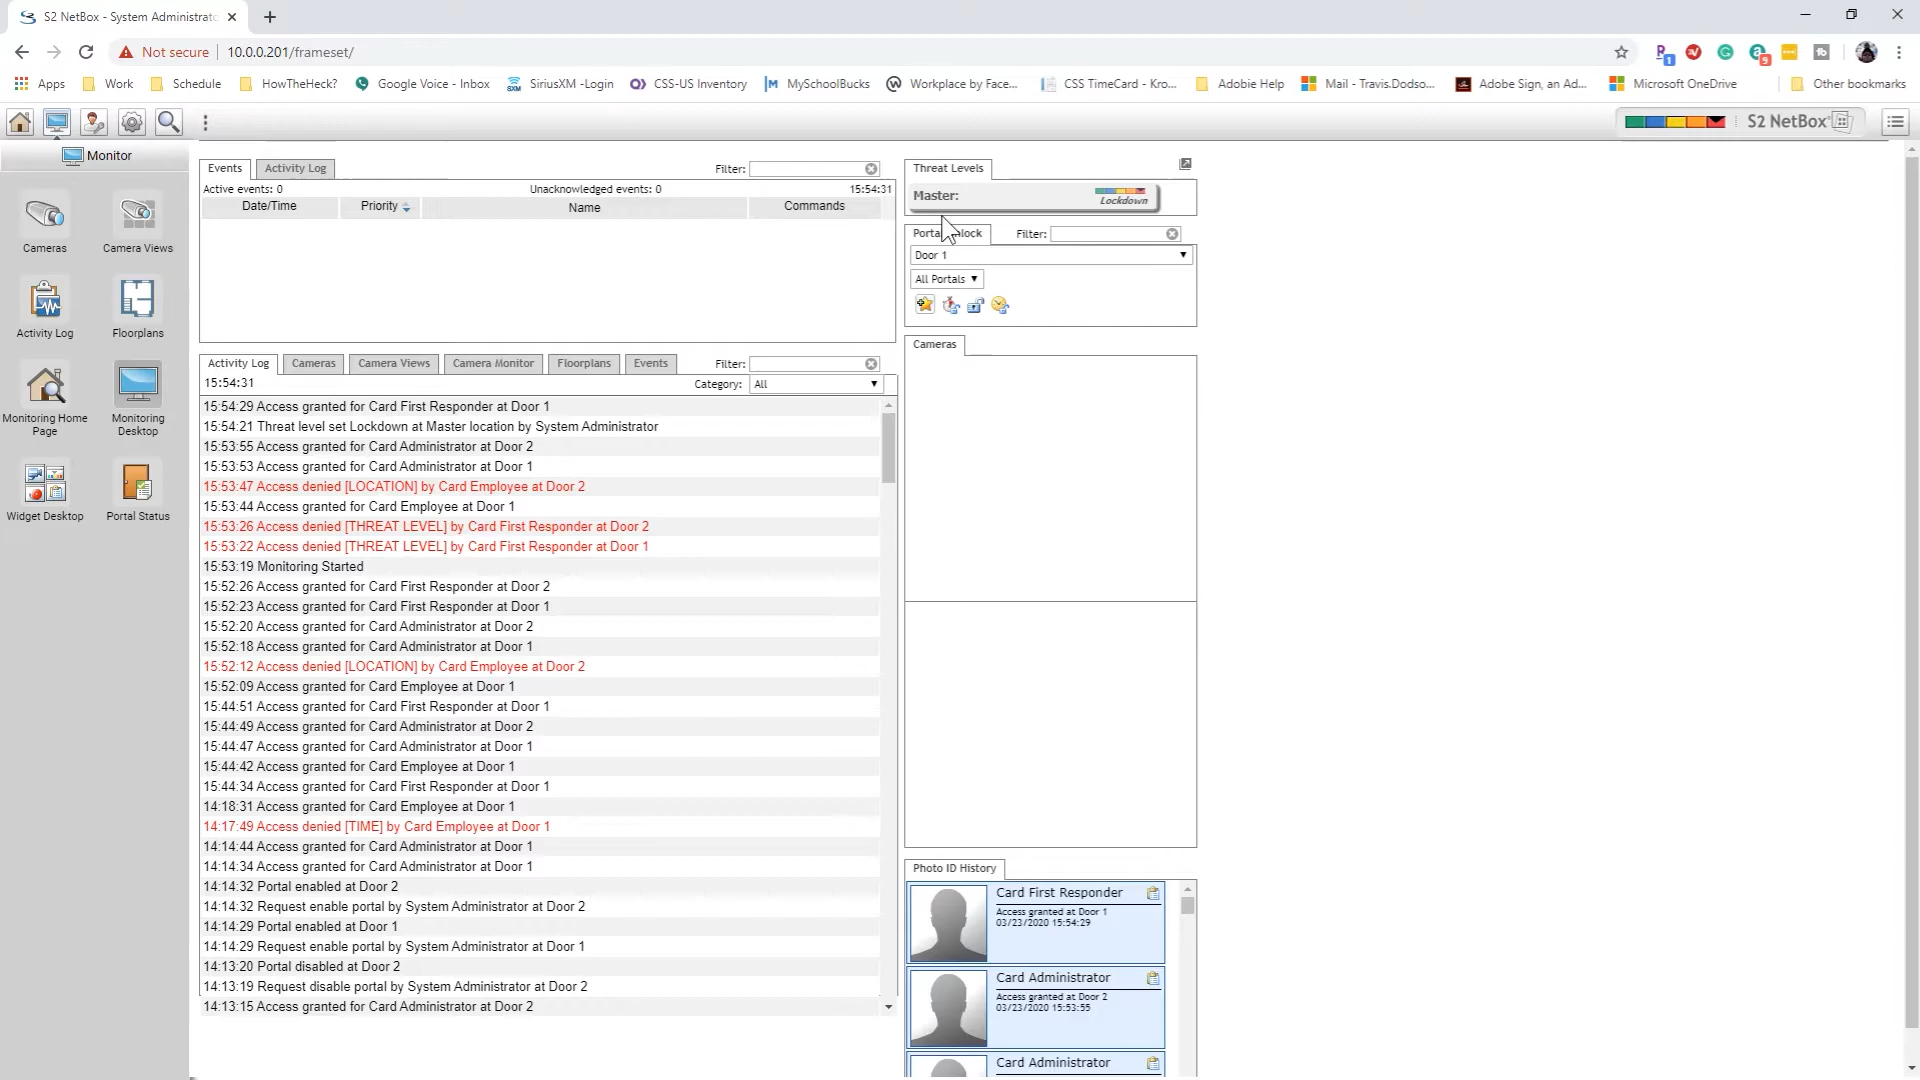 S2 NetBox - System Administrato
Not secure
10.0.0.201/frameset/
Apps
Work
Schedule
HowTheHeck?
Google Voice - Inbox
SiriusXM -Login
CSS-US Inventory
MySchoolBucks
Workplace by Face...
CSS TimeCard - Kro...
Adobie Help
Mail - Travis.Dodso...
Adobe Sign, an Ad...
Microsoft OneDrive
Other bookmarks
S2 NetBox
Monitor
Cameras
Camera Views
Activity Log
Floorplans
Monitoring Home
Page
Monitoring
Desktop
Widget Desktop
Portal Status
Events
Activity Log
Filter:
Active events: 0
Unacknowledged events: 0
15:54:31
Date/Time
Priority
Name
Commands
Activity Log
Cameras
Camera Views
Camera Monitor
Floorplans
Events
Filter:
15:54:31
Category:
All
15:54:29 Access granted for Card First Responder at Door 1
15:54:21 Threat level set Lockdown at Master location by System Administrator
15:53:55 Access granted for Card Administrator at Door 2
15:53:53 Access granted for Card Administrator at Door 1
15:53:47 Access denied [LOCATION] by Card Employee at Door 2
15:53:44 Access granted for Card Employee at Door 1
15:53:26 Access denied [THREAT LEVEL] by Card First Responder at Door 2
15:53:22 Access denied [THREAT LEVEL] by Card First Responder at Door 1
15:53:19 Monitoring Started
15:52:26 Access granted for Card First Responder at Door 2
15:52:23 Access granted for Card First Responder at Door 1
15:52:20 Access granted for Card Administrator at Door 2
15:52:18 Access granted for Card Administrator at Door 1
15:52:12 Access denied [LOCATION] by Card Employee at Door 2
15:52:09 Access granted for Card Employee at Door 1
15:44:51 Access granted for Card First Responder at Door 1
15:44:49 Access granted for Card Administrator at Door 2
15:44:47 Access granted for Card Administrator at Door 1
15:44:42 Access granted for Card Employee at Door 1
15:44:34 Access granted for Card First Responder at Door 1
14:18:31 Access granted for Card Employee at Door 1
14:17:49 Access denied [TIME] by Card Employee at Door 1
14:14:44 Access granted for Card Administrator at Door 1
14:14:34 Access granted for Card Administrator at Door 1
14:14:32 Portal enabled at Door 2
14:14:32 Request enable portal by System Administrator at Door 2
14:14:29 Portal enabled at Door 1
14:14:29 Request enable portal by System Administrator at Door 1
14:13:20 Portal disabled at Door 2
14:13:19 Request disable portal by System Administrator at Door 2
14:13:15 Access granted for Card Administrator at Door 2
Threat Levels
Master:
Lockdown
Filter:
Door 1
All Portals
Cameras
Photo ID History
Card First Responder
Access granted at Door 1
03/23/2020 15:54:29
Card Administrator
Access granted at Door 2
03/23/2020 15:53:55
Card Administrator